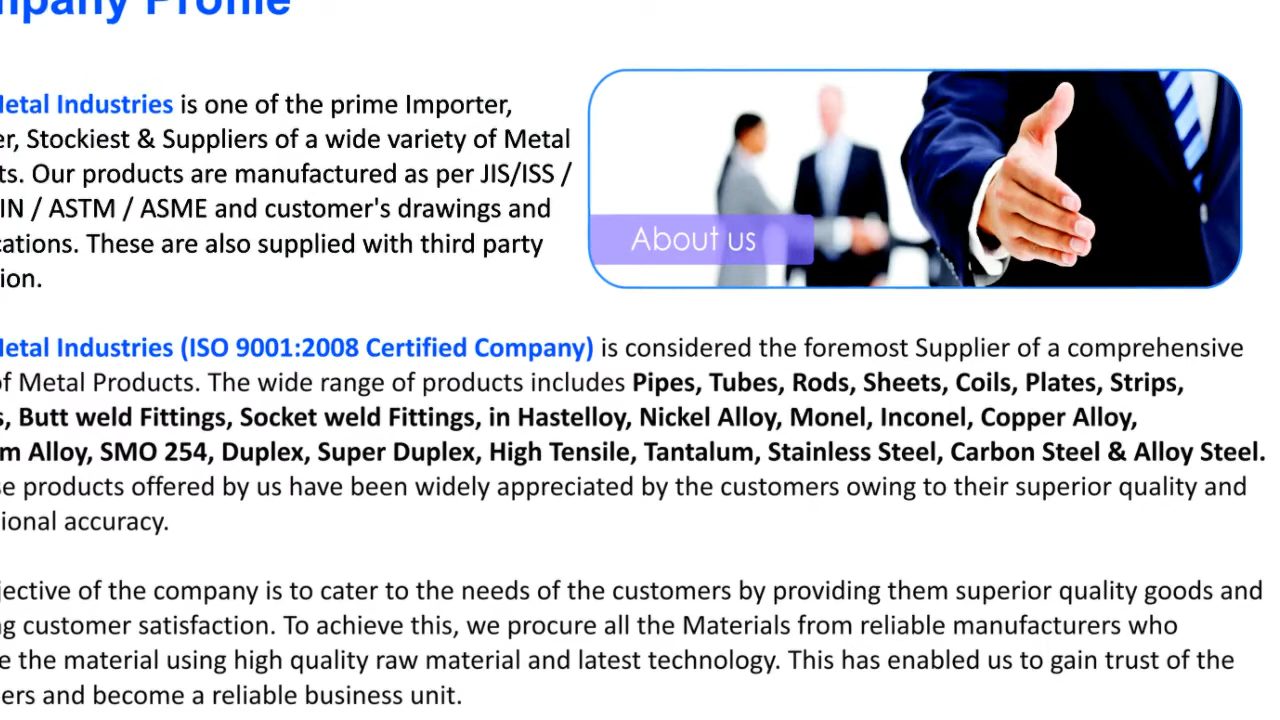 mpany Profile
Metal Industries is one of the prime Importer,
er, Stockiest & Suppliers of a wide variety of Metal
ts. Our products are manufactured as per JIS/ISS /
IN / ASTM / ASME and customer's drawings and
cations. These are also supplied with third party
ion.
About us
Metal Industries (ISO 9001:2008 Certified Company) is considered the foremost Supplier of a comprehensive
of Metal Products. The wide range of products includes Pipes, Tubes, Rods, Sheets, Coils, Plates, Strips,
s, Butt weld Fittings, Socket weld Fittings, in Hastelloy, Nickel Alloy, Monel, Inconel, Copper Alloy,
m Alloy, SMO 254, Duplex, Super Duplex, High Tensile, Tantalum, Stainless Steel, Carbon Steel & Alloy Steel.
se products offered by us have been widely appreciated by the customers owing to their superior quality and
ional accuracy.
jective of the company is to cater to the needs of the customers by providing them superior quality goods and
ng customer satisfaction. To achieve this, we procure all the Materials from reliable manufacturers who
e the material using high quality raw material and latest technology. This has enabled us to gain trust of the
ers and become a reliable business unit.